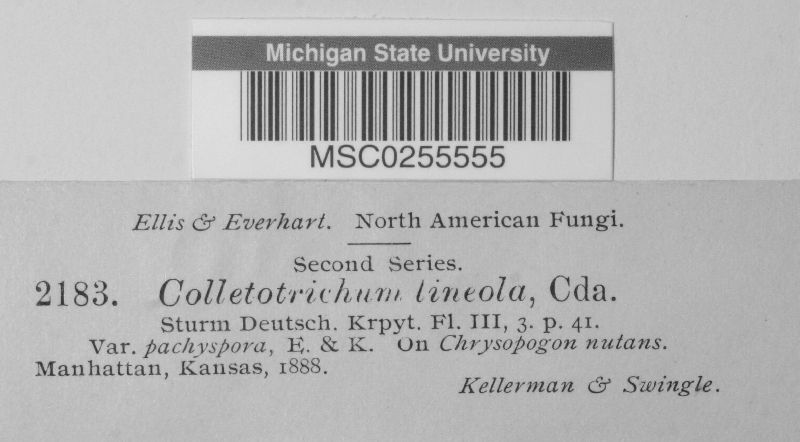 Michigan State University
MSC0255555
Ellis & Everhart. North American Fungi.
Second Series.
2183. Colletotrichum lineola, Cda.
Sturm Deutsch. Krpyt. Fl. III, 3. p. 41.
Var. pachyspora, E. & K. On Chrysopogon nutans.
Manhattan, Kansas, 1888.
Kellerman & Swingle.